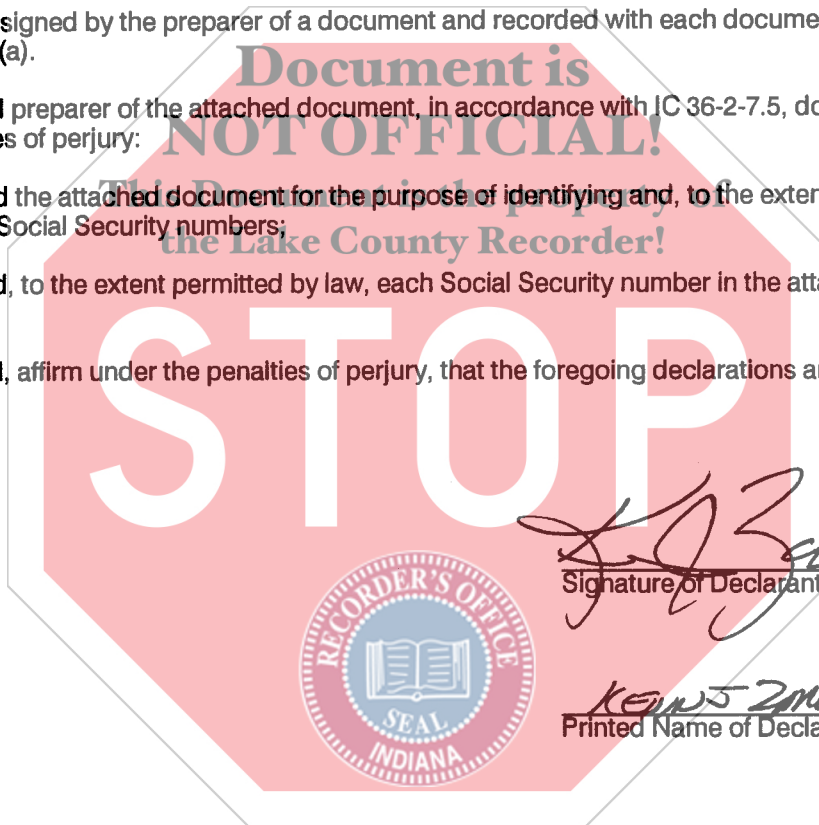 signed by the preparer of a document and recorded with each docume
(a).
Document is
preparer of the attached document, in accordance with IC 36-2-7.5, do
NOT OFFICIAL!
s of perjury:
This Document is the property of
d the attached document for the purpose of identifying and, to the exten
Social Security numbers;
the Lake County Recorder!
d, to the extent permitted by law, each Social Security number in the atta
STOP
, affirm under the penalties of perjury, that the foregoing declarations a
Signature of Declarant
RECORDER'S OFFICE
SEAL
INDIANA
Printed Name of Decla